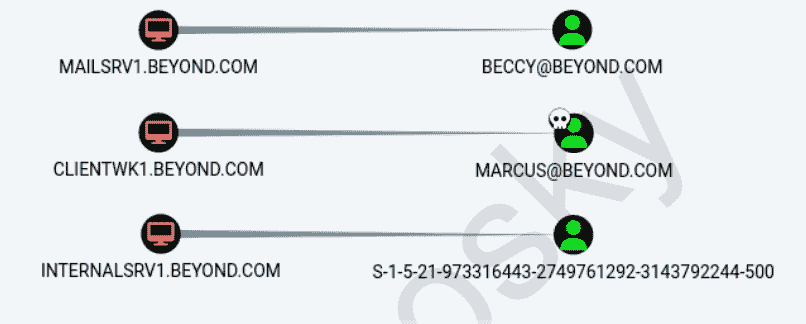 MAILSRV1.BEYOND.COM BECCY@BEYOND.COM
CLIENTWK1.BEYOND.COM MARCUS@BEYOND.COM
INTERNALSRV1.BEYOND.COM S-1-5-21-973316443-2749761292-3143792244-500
osky